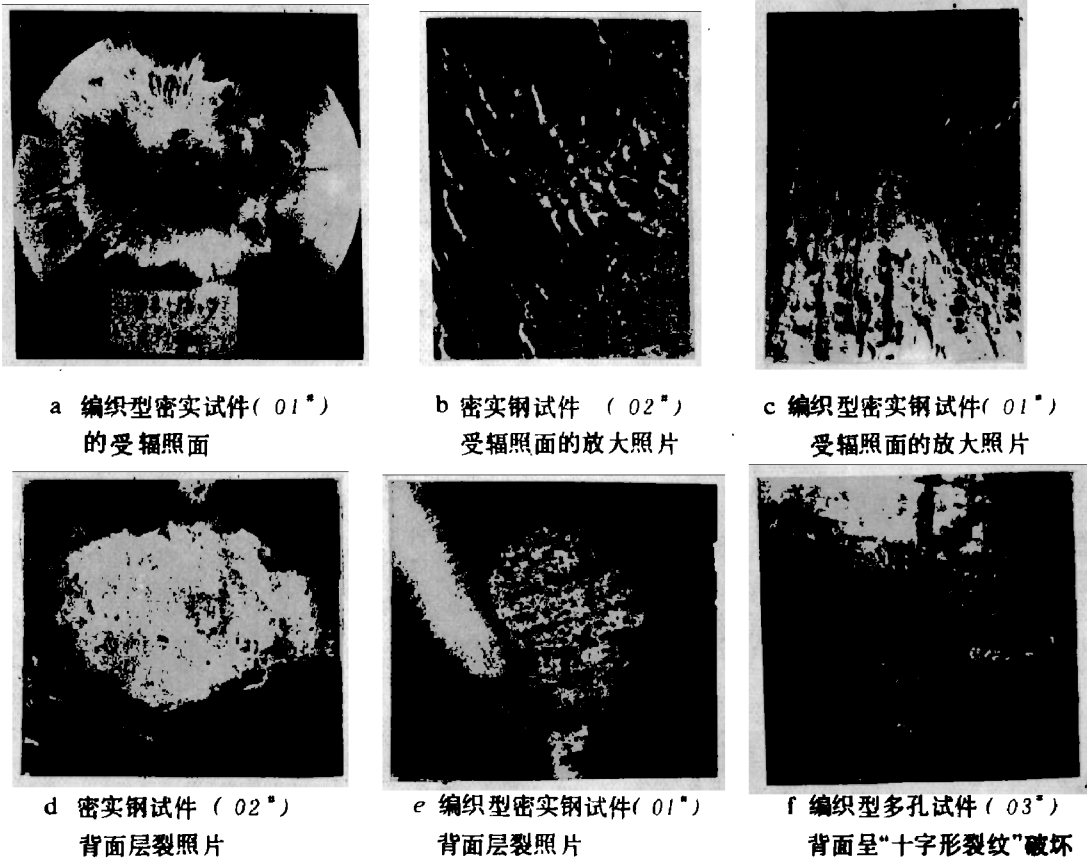 a 编织型密实试件(01#)
的受辐照面
b 密实钢试件 (02#)
受辐照面的放大照片
c 编织型密实钢试件(01#)
受辐照面的放大照片
d 密实钢试件 (02#)
背面层裂照片
e 编织型密实钢试件(01#)
背面层裂照片
f 编织型多孔试件(03#)
背面呈“十字形裂纹”破坏